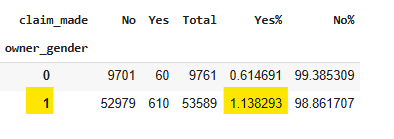 claim_made No Yes Total Yes% No%
owner_gender
0 9701 60 9761 0.614691 99.385309
1 52979 610 53589 1.138293 98.861707